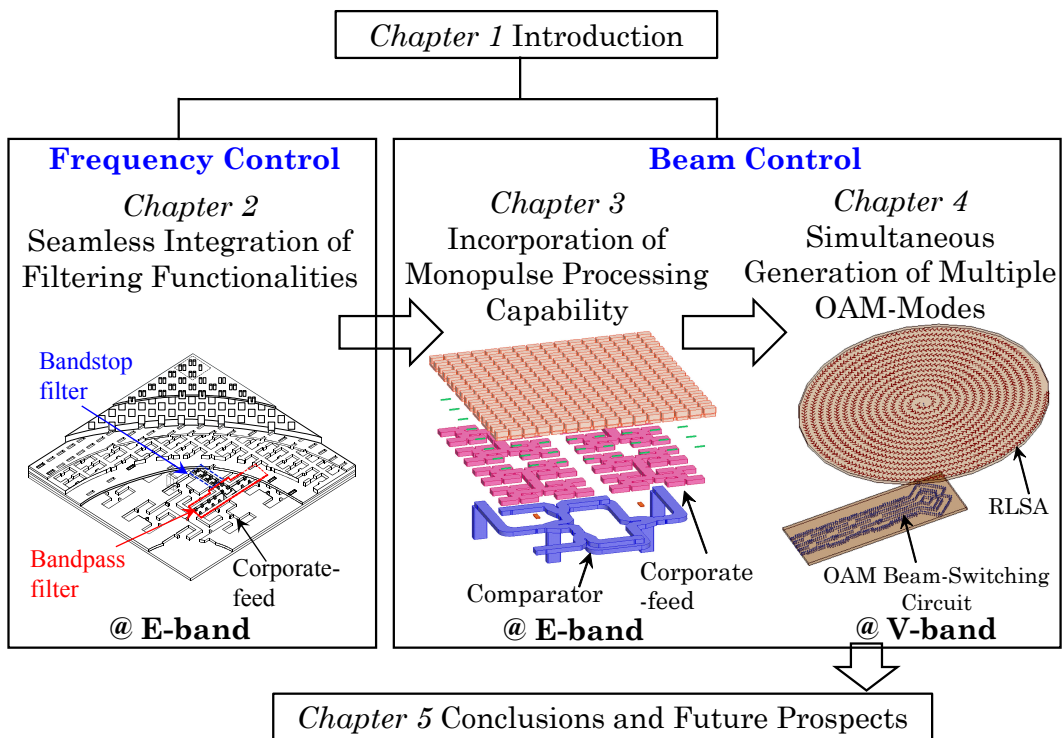 Chapter 1 Introduction
Frequency Control
Chapter 2
Seamless Integration of
Filtering Functionalities
Bandstop
filter
Bandpass
filter
Corporate-
feed
@ E-band
Beam Control
Chapter 3
Incorporation of
Monopulse Processing
Capability
Comparator
Corporate
-feed
@ E-band
Chapter 4
Simultaneous
Generation of Multiple
OAM-Modes
RLSA
OAM Beam-Switching
Circuit
@ V-band
Chapter 5 Conclusions and Future Prospects